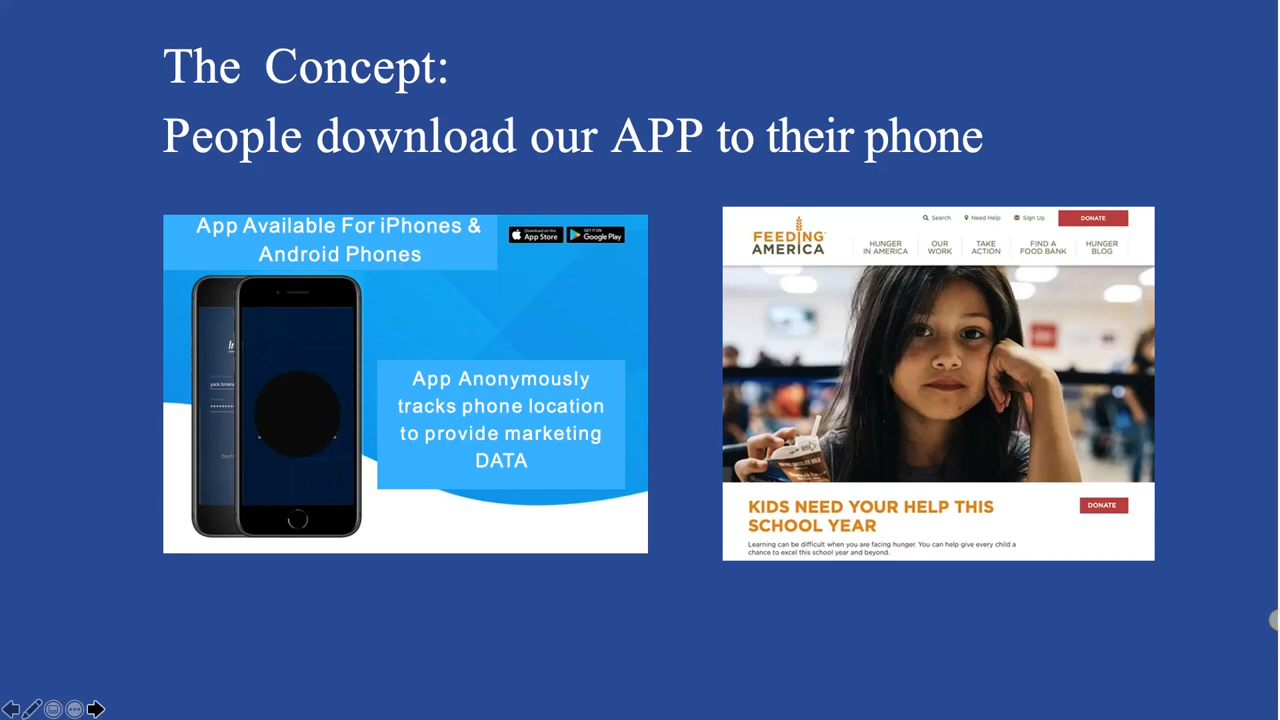 The Concept:
People download our APP to their phone
App Available For iPhones &
Android Phones
Download on the
App Store
GET IT ON
Google Play
App Anonymously
tracks phone location
to provide marketing
DATA
Search
Need Help
Sign Up
DONATE
FEEDING
AMERICA
HUNGER
IN AMERICA
OUR
WORK
TAKE
ACTION
FIND A
FOOD BANK
HUNGER
BLOG
KIDS NEED YOUR HELP THIS
SCHOOL YEAR
DONATE
Learning can be difficult when you are facing hunger. You can help give every child a
chance to excel this school year and beyond.